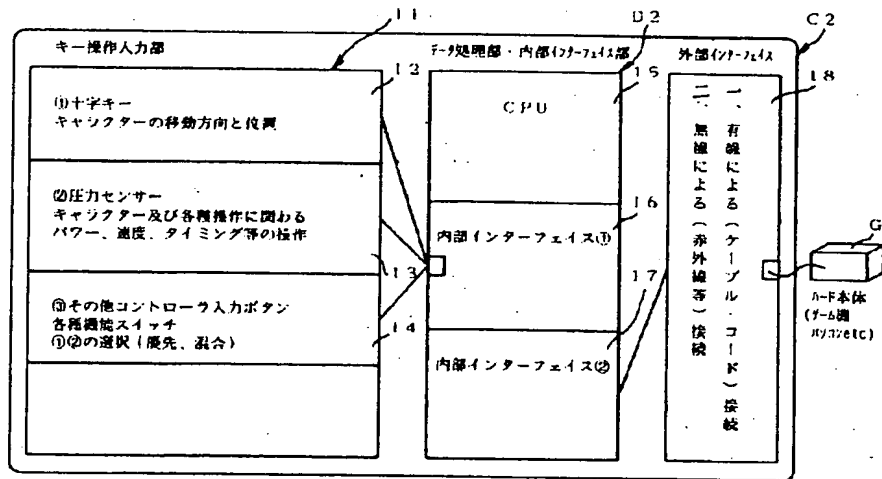 11
D2
C2
キー操作入力部
データ処理部・内部インターフェイス部
外部インターフェイス
12
①十字キー
キャラクターの移動方向と位置
②圧力センサー
キャラクター及び各種操作に関わる
パワー、速度、タイミング等の操作
13
③その他コントローラ入力ボタン
各種機能スイッチ
①②の選択(優先、混合)
14
15
CPU
16
内部インターフェイス①
17
内部インターフェイス②
18
一、有線による(ケーブル・コード)接続
二、無線による(赤外線等)接続
G
ハード本体
(ゲーム機
パソコンetc)